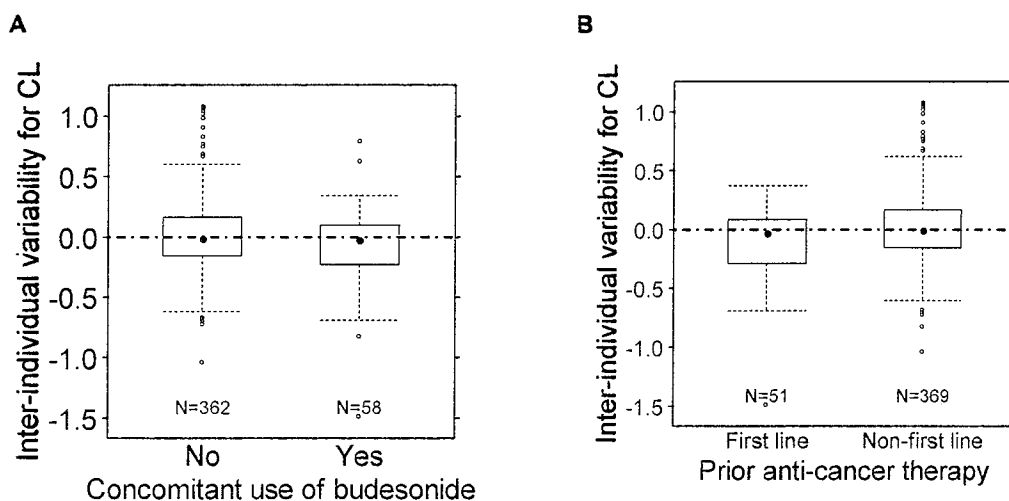 A
Inter-individual variability for CL
1.0
0.5
0.0
-0.5
-1.0
-1.5
N=362
N=58
No
Yes
Concomitant use of budesonide
B
Inter-individual variability for CL
1.0
0.5
0.0
-0.5
-1.0
-1.5
N=51
N=369
First line
Non-first line
Prior anti-cancer therapy